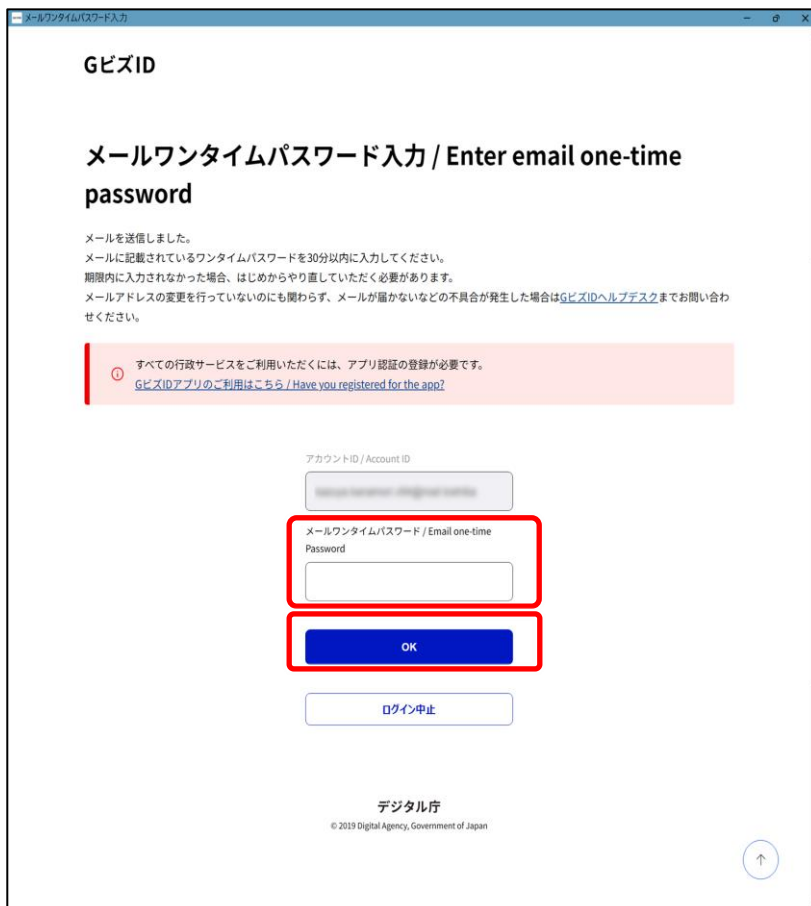 メールワンタイムパスワード入力
GビズID
メールワンタイムパスワード入力 / Enter email one-time
password
メールを送信しました。
メールに記載されているワンタイムパスワードを30分以内に入力してください。
期限内に入力されなかった場合、はじめからやり直していただく必要があります。
メールアドレスの変更を行っていないのにも関わらず、メールが届かないなどの不具合が発生した場合はGビズIDヘルプデスクまでお問い合わ
せください。
すべての行政サービスをご利用いただくには、アプリ認証の登録が必要です。
GビズIDアプリのご利用はこちら / Have you registered for the app?
アカウントID / Account ID
メールワンタイムパスワード / Email one-time
Password
OK
ログイン中止
デジタル庁
© 2019 Digital Agency, Government of Japan